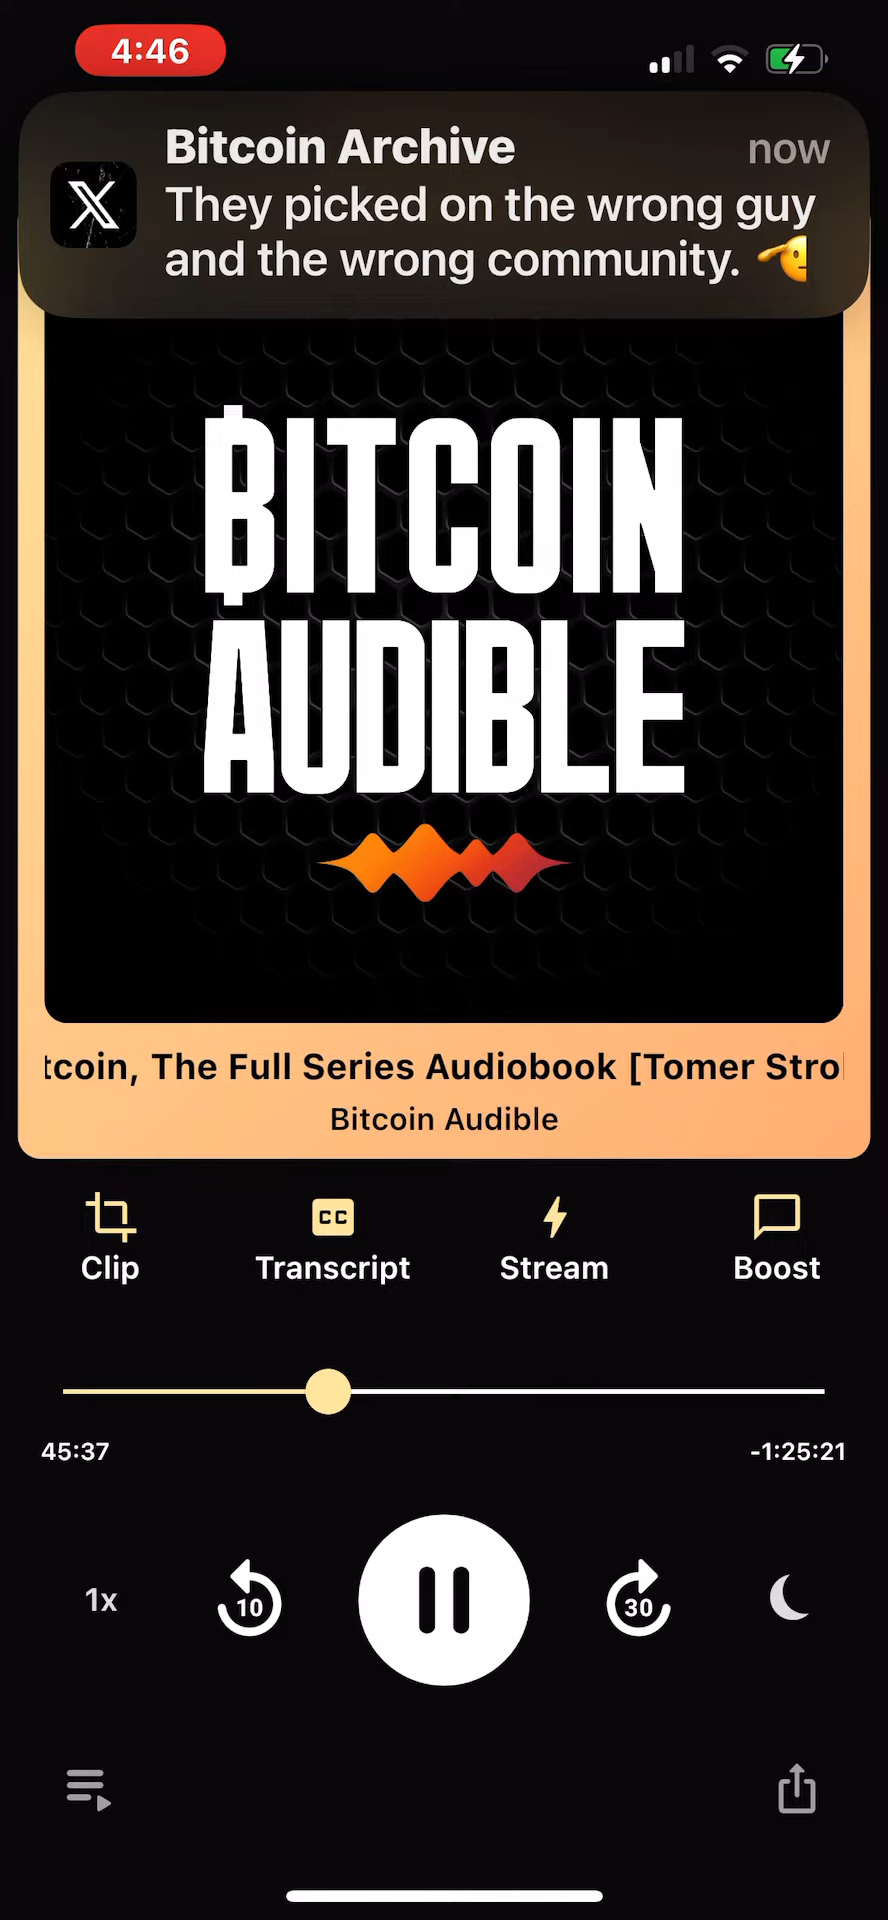 4:46
Bitcoin Archive now
They picked on the wrong guy
and the wrong community. 🫡
BITCOIN
AUDIBLE
tcoin, The Full Series Audiobook [Tomer Stro
Bitcoin Audible
Clip CC Transcript Stream Boost
45:37 -1:25:21
1x 10 30